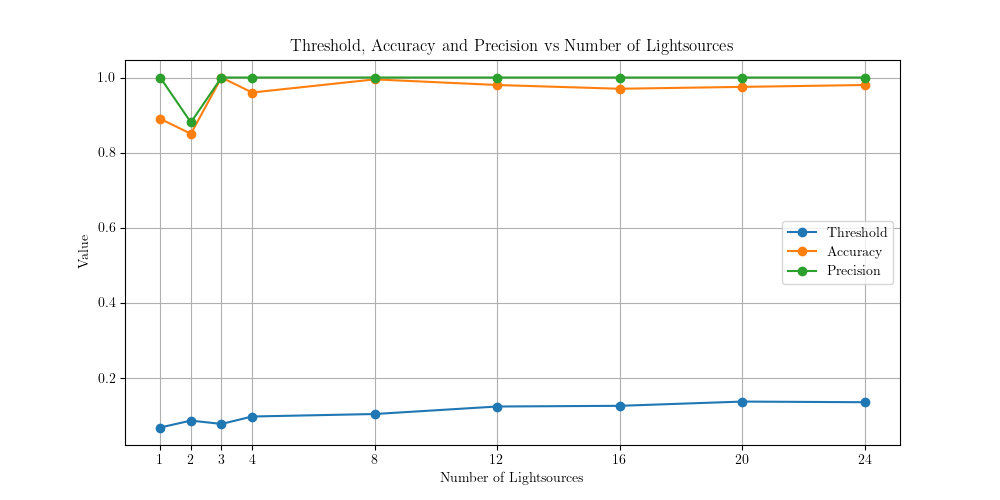 Threshold, Accuracy and Precision vs Number of Lightsources
1.0
0.8
0.6
0.4
0.2
Value
Threshold
Accuracy
Precision
1 2 3 4 8 12 16 20 24
Number of Lightsources